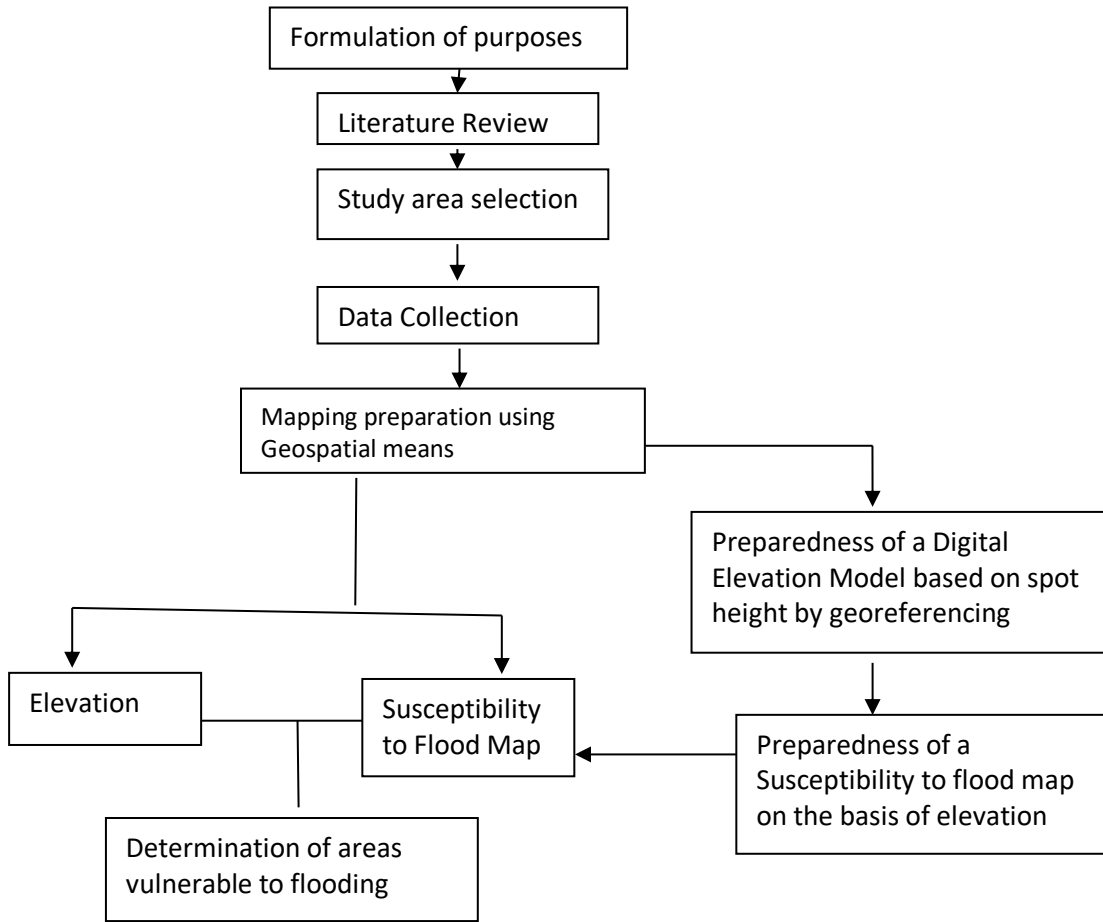 Formulation of purposes
Literature Review
Study area selection
Data Collection
Mapping preparation using
Geospatial means
Preparedness of a Digital
Elevation Model based on spot
height by georeferencing
Elevation
Susceptibility
to Flood Map
Preparedness of a
Susceptibility to flood map
on the basis of elevation
Determination of areas
vulnerable to flooding